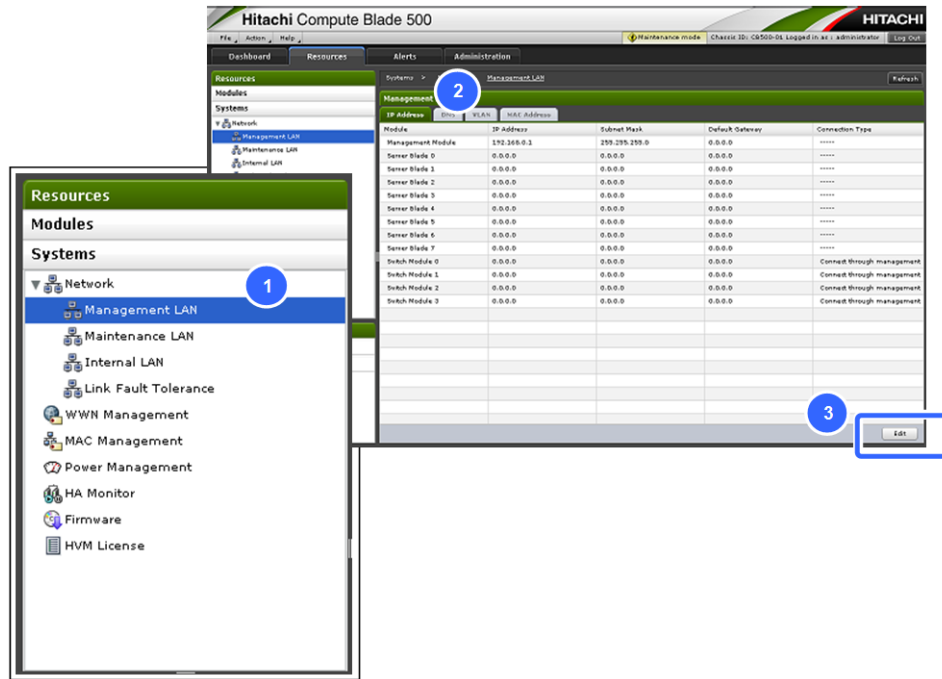 Hitachi Compute Blade 500
HITACHI
File Action Help
Maintenance mode Chassis ID: CB500-01 Logged in as : administrator Log Out
Dashboard Resources Alerts Administration
Resources
Systems > Management LAN Refresh
Modules
Management
Systems
IP Address DNS VLAN MAC Address
Network
Module IP Address Subnet Mask Default Gateway Connection Type
Management LAN
Management Module 192.168.0.1 255.255.255.0 0.0.0.0 -----
Maintenance LAN
Server Blade 0 0.0.0.0 0.0.0.0 0.0.0.0 -----
Internal LAN
Server Blade 1 0.0.0.0 0.0.0.0 0.0.0.0 -----
Server Blade 2 0.0.0.0 0.0.0.0 0.0.0.0 -----
Server Blade 3 0.0.0.0 0.0.0.0 0.0.0.0 -----
Server Blade 4 0.0.0.0 0.0.0.0 0.0.0.0 -----
Server Blade 5 0.0.0.0 0.0.0.0 0.0.0.0 -----
Server Blade 6 0.0.0.0 0.0.0.0 0.0.0.0 -----
Server Blade 7 0.0.0.0 0.0.0.0 0.0.0.0 -----
Switch Module 0 0.0.0.0 0.0.0.0 0.0.0.0 Connect through management
Switch Module 1 0.0.0.0 0.0.0.0 0.0.0.0 Connect through management
Switch Module 2 0.0.0.0 0.0.0.0 0.0.0.0 Connect through management
Switch Module 3 0.0.0.0 0.0.0.0 0.0.0.0 Connect through management
Edit
2
3
Resources
Modules
Systems
Network
1
Management LAN
Maintenance LAN
Internal LAN
Link Fault Tolerance
WWN Management
MAC Management
Power Management
HA Monitor
Firmware
HVM License